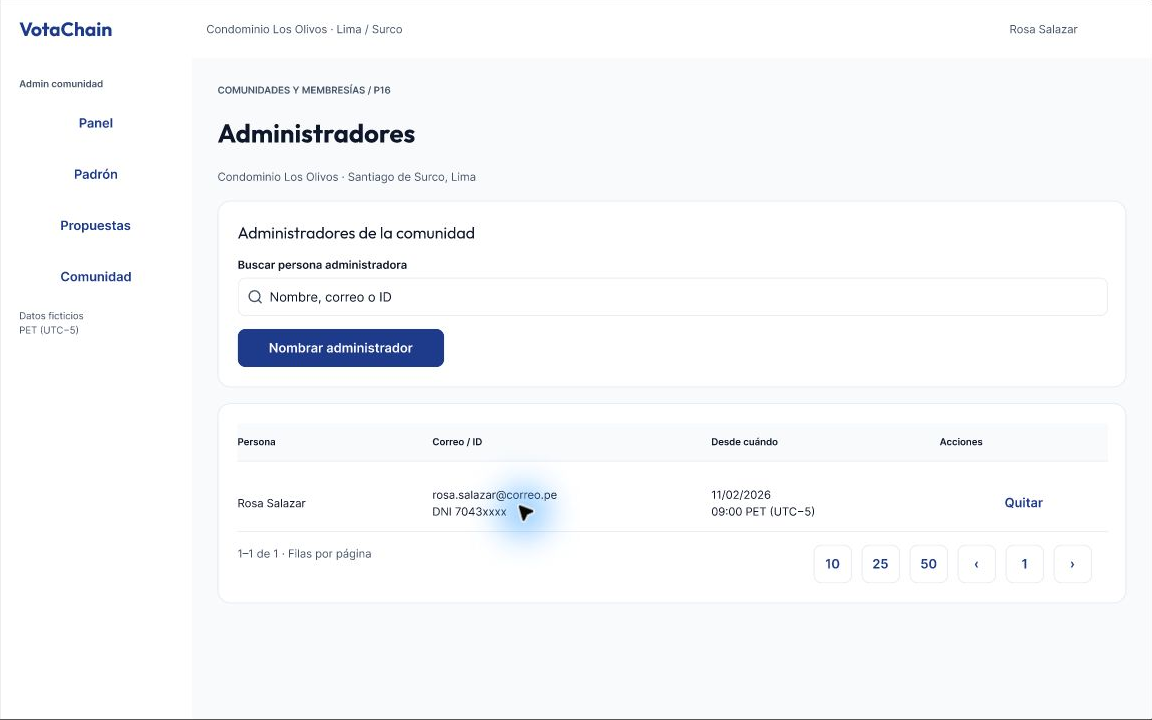 VotaChain
Condominio Los Olivos · Lima / Surco
Rosa Salazar
Admin comunidad
Panel
Padrón
Propuestas
Comunidad
Datos ficticios
PET (UTC−5)
COMUNIDADES Y MEMBRESÍAS / P16
Administradores
Condominio Los Olivos · Santiago de Surco, Lima
Administradores de la comunidad
Buscar persona administradora
Nombre, correo o ID
Nombrar administrador
Persona Correo / ID Desde cuándo Acciones
Rosa Salazar
rosa.salazar@correo.pe
DNI 7043xxxx
11/02/2026
09:00 PET (UTC−5)
Quitar
1–1 de 1 · Filas por página
10 25 50 ‹ 1 ›